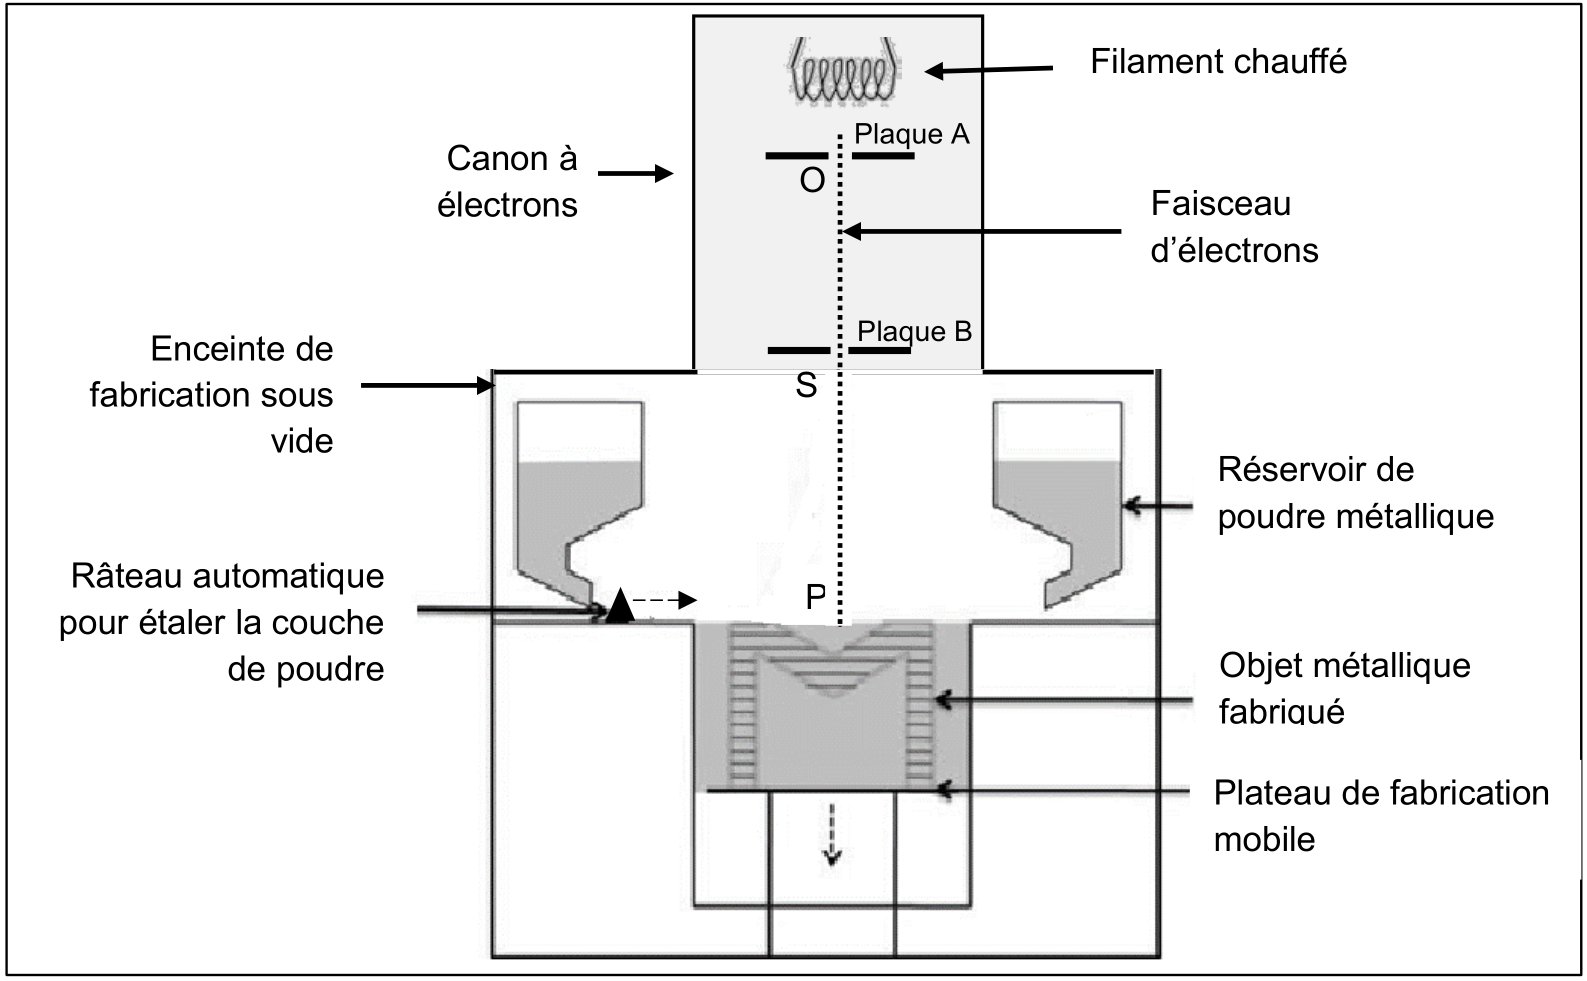 Filament chauffé
Plaque A
Canon à
électrons
O
Faisceau
d'électrons
Plaque B
Enceinte de
fabrication sous
vide
S
Réservoir de
poudre métallique
Râteau automatique
pour étaler la couche
de poudre
P
Objet métallique
fabriqué
Plateau de fabrication
mobile